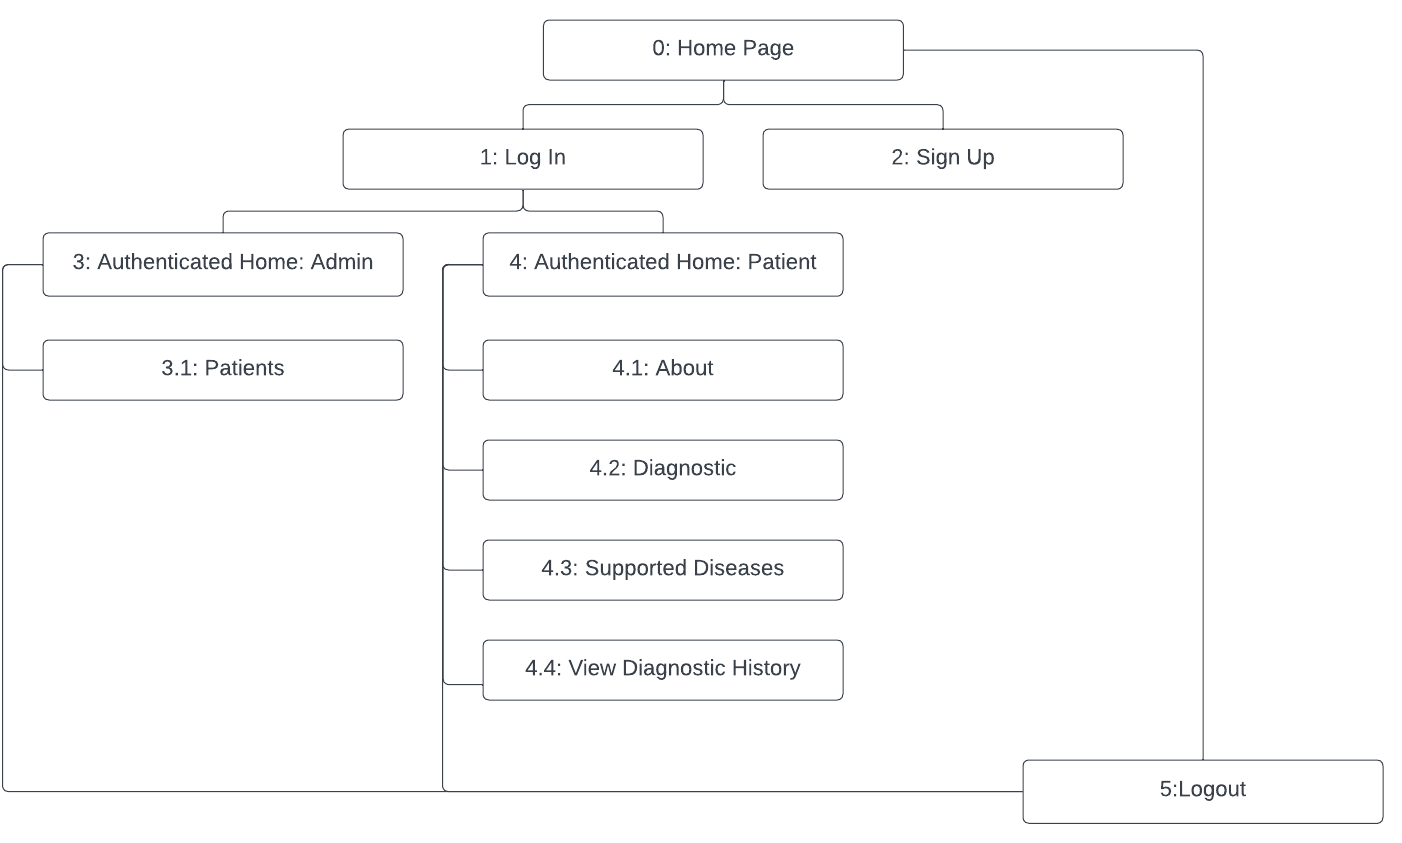 0: Home Page
1: Log In
2: Sign Up
3: Authenticated Home: Admin
4: Authenticated Home: Patient
3.1: Patients
4.1: About
4.2: Diagnostic
4.3: Supported Diseases
4.4: View Diagnostic History
5:Logout